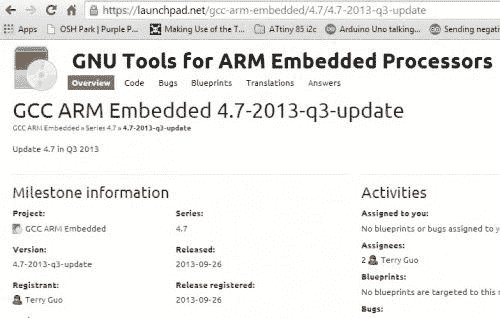 https://launchpad.net/gcc-arm-embedded/4.7/4.7-2013-q3-update
Apps OSH Park | Purple P... Making Use of the T... ATtiny 85 i2c Arduino Uno talking... Sending negati
GNU Tools for ARM Embedded Processors
Overview Code Bugs Blueprints Translations Answers
GCC ARM Embedded 4.7-2013-q3-update
GCC ARM Embedded » Series 4.7 » 4.7-2013-q3-update
Update 4.7 in Q3 2013
Milestone information
Project:
GCC ARM Embedded
Series:
4.7
Version:
4.7-2013-q3-update
Released:
2013-09-26
Registrant:
Terry Guo
Release registered:
2013-09-26
Activities
Assigned to you:
No blueprints or bugs assigned to y
Assignees:
2 Terry Guo
Blueprints:
No blueprints are targeted to this
Bugs: